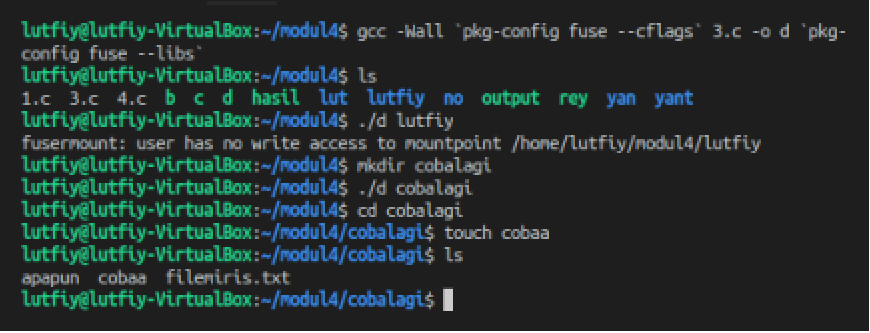 lutfiy@lutfiy-VirtualBox:~/modul4$ gcc -Wall `pkg-config fuse --cflags` 3.c -o d `pkg-
config fuse --libs`
lutfiy@lutfiy-VirtualBox:~/modul4$ ls
1.c 3.c 4.c b c d hasil lut lutfiy no output rey yan yant
lutfiy@lutfiy-VirtualBox:~/modul4$ ./d lutfiy
fusermount: user has no write access to mountpoint /home/lutfiy/modul4/lutfiy
lutfiy@lutfiy-VirtualBox:~/modul4$ mkdir cobalagi
lutfiy@lutfiy-VirtualBox:~/modul4$ ./d cobalagi
lutfiy@lutfiy-VirtualBox:~/modul4$ cd cobalagi
lutfiy@lutfiy-VirtualBox:~/modul4/cobalagi$ touch cobaa
lutfiy@lutfiy-VirtualBox:~/modul4/cobalagi$ ls
apapun cobaa filemiris.txt
lutfiy@lutfiy-VirtualBox:~/modul4/cobalagi$